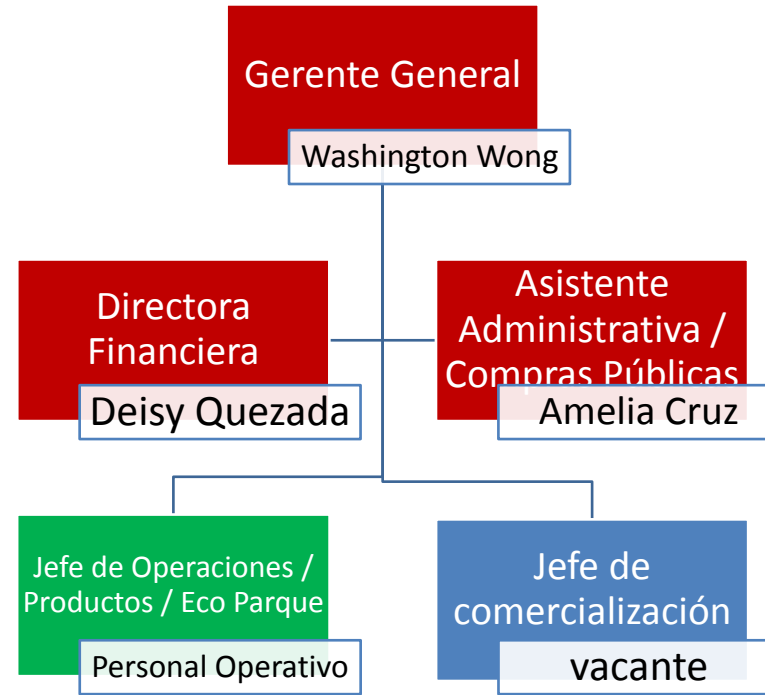 Gerente General
Washington Wong
Directora
Financiera
Deisy Quezada
Asistente
Administrativa /
Compras Públicas
Amelia Cruz
Jefe de Operaciones /
Productos / Eco Parque
Personal Operativo
Jefe de
comercialización
vacante